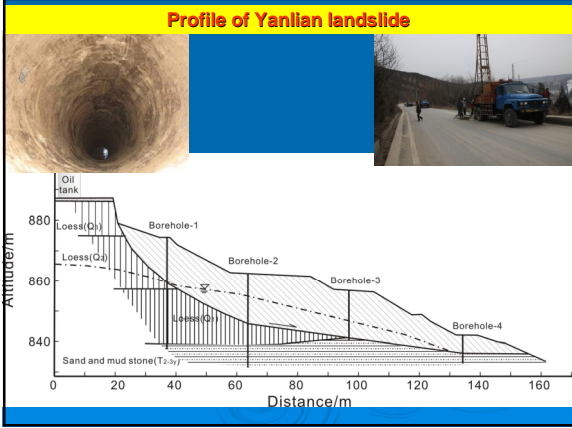 Profile of Yanlian landslide
Oil
tank
880
Loess(Q3)
Borehole-1
Loess(Q2)
Borehole-2
860
Borehole-3
Altitude/m
Loess(Q1)
Borehole-4
840
Sand and mud stone(T2-3y)
0 20 40 60 80 100 120 140 160
Distance/m